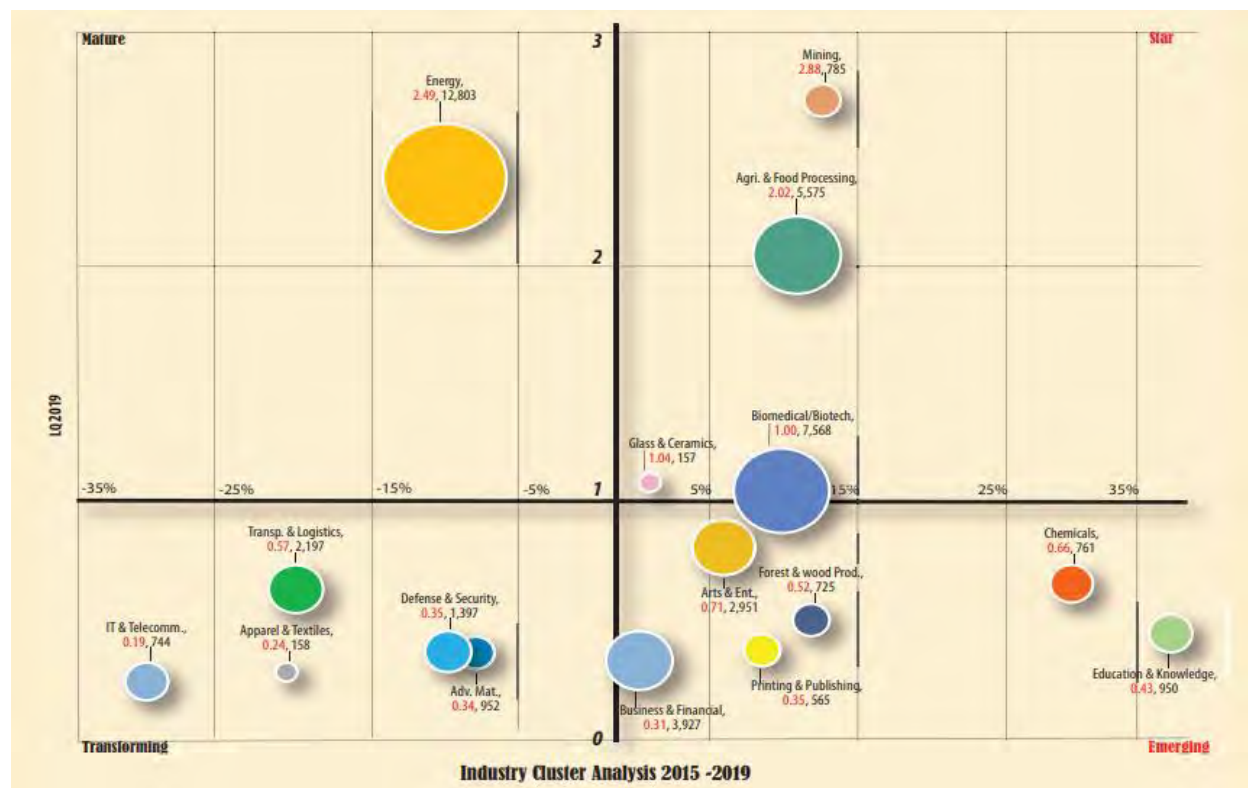 Mature
3
Star
Mining,
2.88, 785
Energy,
2.49, 12,803
Agri. & Food Processing,
2.02, 5,575
2
LQ2019
Biomedical/Biotech,
1.00, 7,568
Glass & Ceramics,
1.04, 157
-35%
-25%
-15%
-5%
1
5%
15%
25%
35%
Transp. & Logistics,
0.57, 2,197
Chemicals,
0.66, 761
Forest & wood Prod.,
0.52, 725
Arts & Ent.,
0.71, 2,951
Defense & Security,
0.35, 1,397
IT & Telecomm.,
0.19, 744
Apparel & Textiles,
0.24, 158
Education & Knowledge,
0.43, 950
Adv. Mat.,
0.34, 952
Printing & Publishing,
0.35, 565
Business & Financial,
0.31, 3,927
0
Transforming
Emerging
Industry Cluster Analysis 2015 -2019